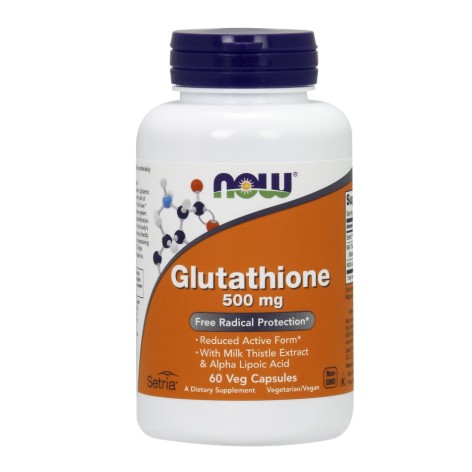 NOW®
Glutathione
500 mg
Free Radical Protection*
• Reduced Active Form*
• With Milk Thistle Extract
& Alpha Lipoic Acid
60 Veg Capsules
A Dietary Supplement Vegetarian/Vegan
Setria®
Non-
GMO